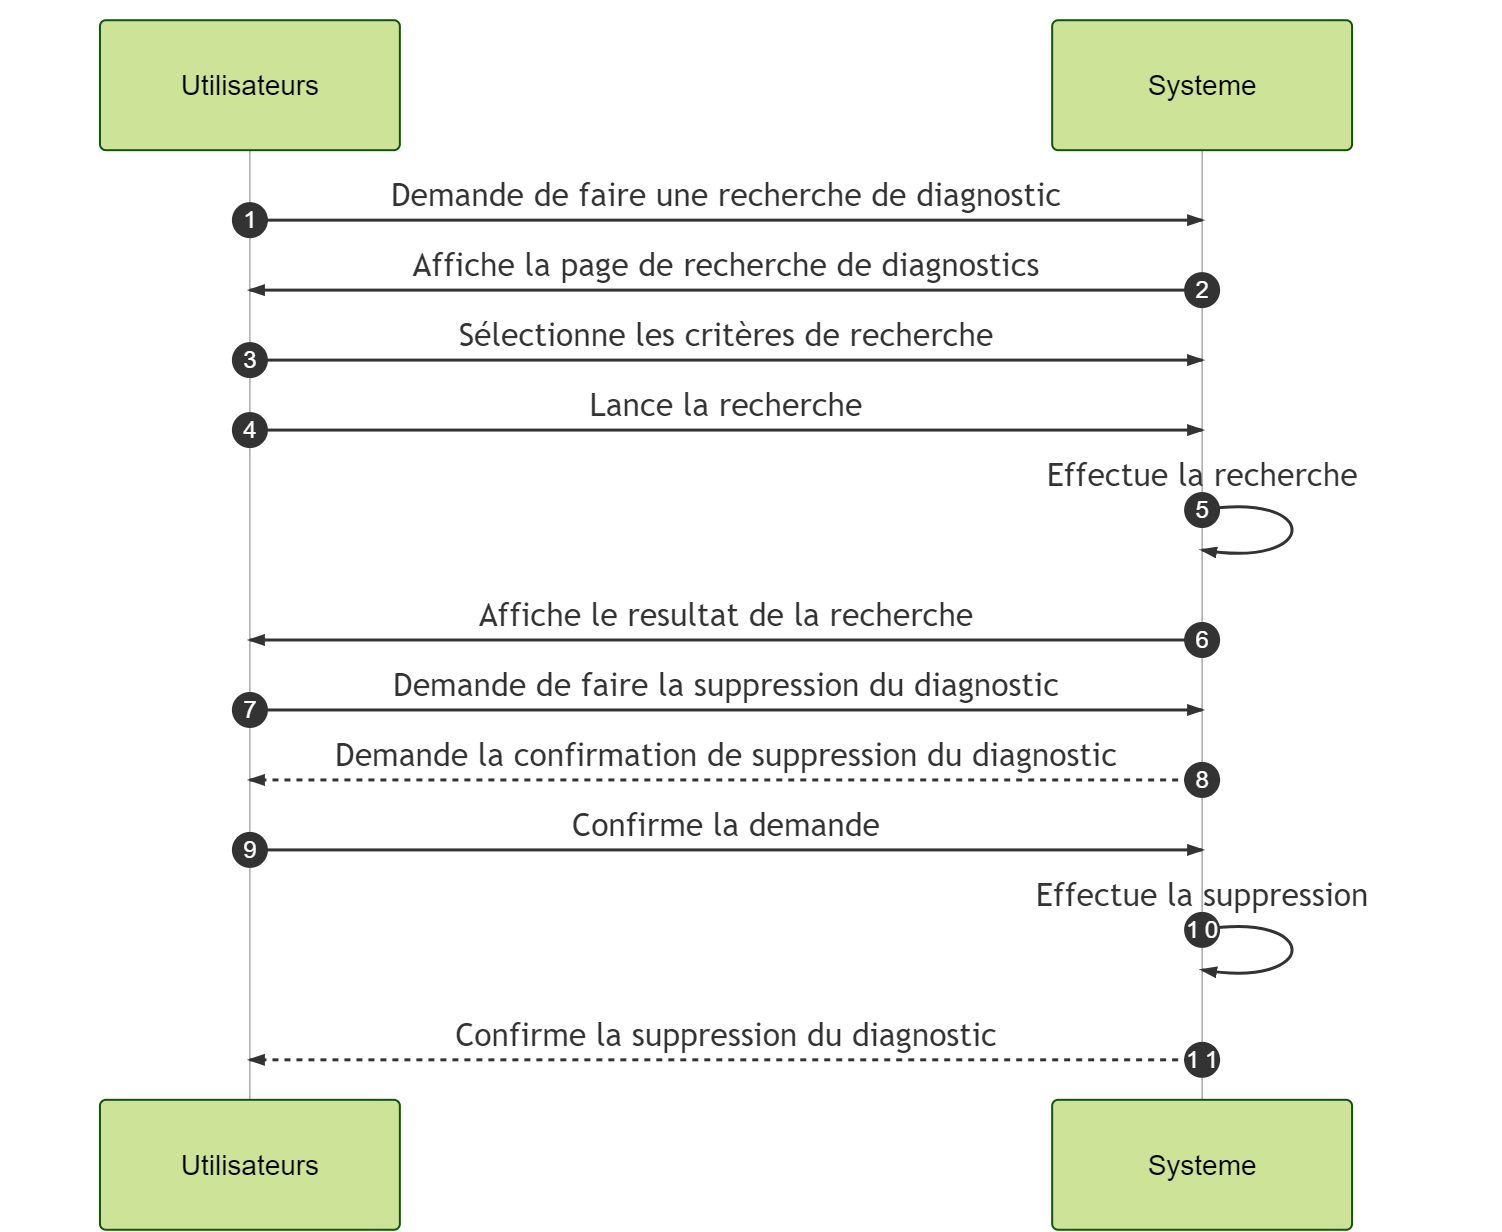 Utilisateurs
Systeme
Demande de faire une recherche de diagnostic
1
Affiche la page de recherche de diagnostics
2
Sélectionne les critères de recherche
3
Lance la recherche
4
Effectue la recherche
5
Affiche le resultat de la recherche
6
Demande de faire la suppression du diagnostic
7
Demande la confirmation de suppression du diagnostic
8
Confirme la demande
9
Effectue la suppression
10
Confirme la suppression du diagnostic
11
Utilisateurs
Systeme